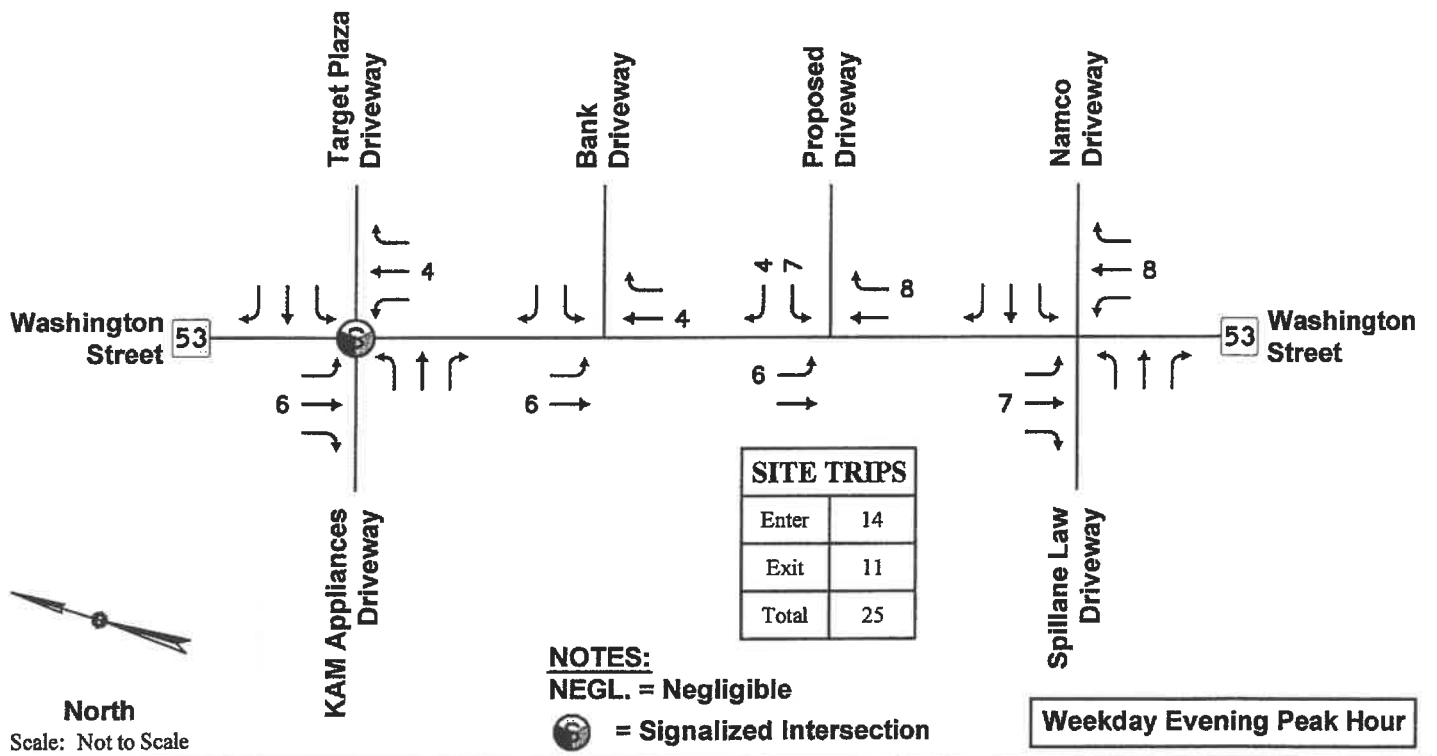 Target Plaza
Driveway
Bank
Driveway
Proposed
Driveway
Namco
Driveway
4
4 7
8
8
4
Washington
Street
53
53
Washington
Street
6
6
6
7
SITE TRIPS
Enter 14
Exit 11
Total 25
KAM Appliances
Driveway
Spillane Law
Driveway
North
Scale: Not to Scale
NOTES:
NEGL. = Negligible
S
= Signalized Intersection
Weekday Evening Peak Hour